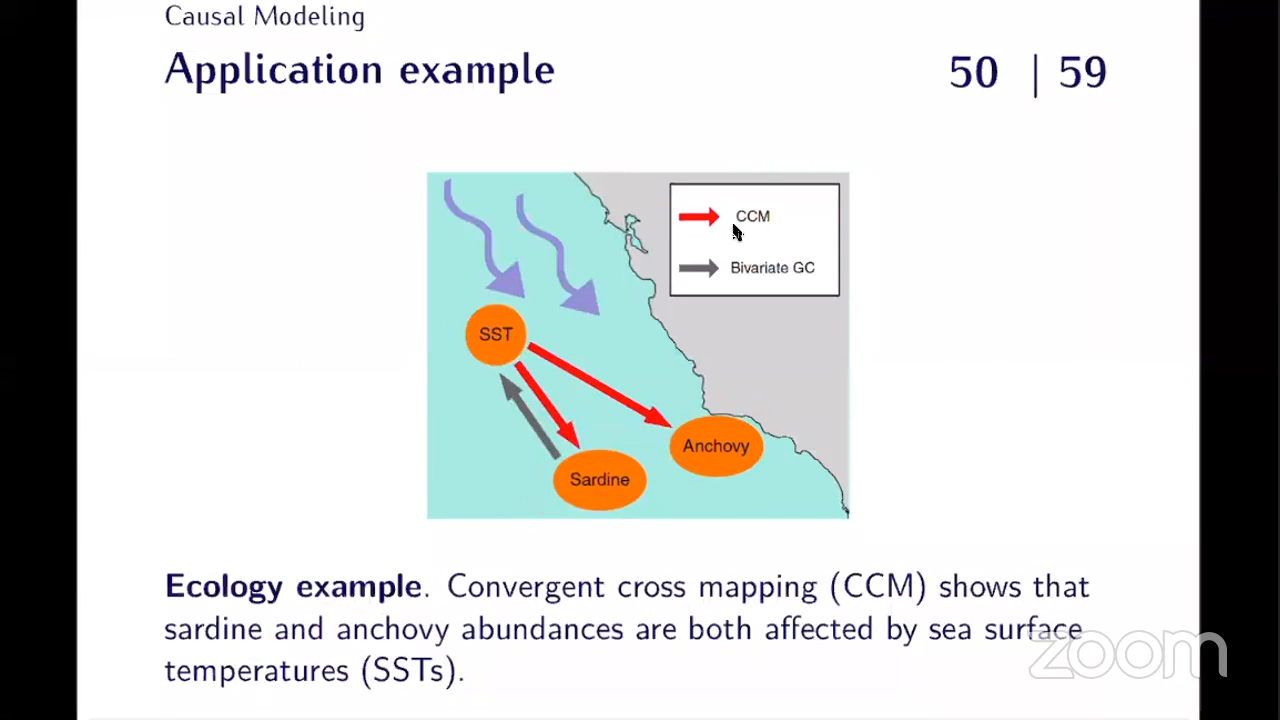 Causal Modeling
Application example
50 | 59
CCM
Bivariate GC
SST
Anchovy
Sardine
Ecology example. Convergent cross mapping (CCM) shows that
sardine and anchovy abundances are both affected by sea surface
temperatures (SSTs).
zoom